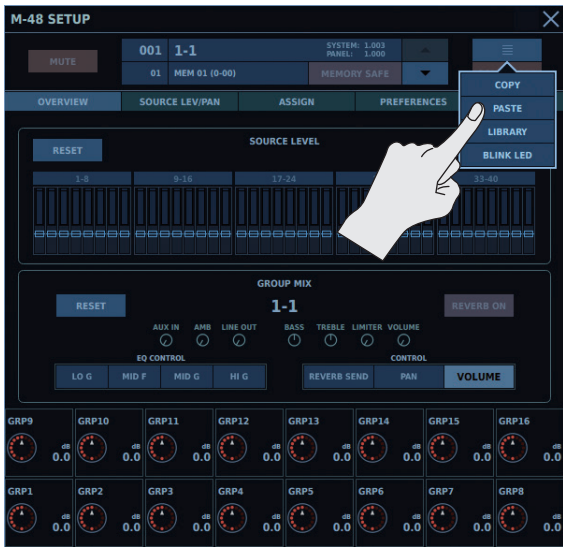 M-48 SETUP
MUTE
001 1-1 SYSTEM: 1.003
PANEL: 1.000
01 MEM 01 (0-00) MEMORY SAFE
COPY
PASTE
LIBRARY
BLINK LED
OVERVIEW SOURCE LEV/PAN ASSIGN PREFERENCES
RESET SOURCE LEVEL
1-8 9-16 17-24 33-40
GROUP MIX
RESET 1-1 REVERB ON
AUX IN AMB LINE OUT BASS TREBLE LIMITER VOLUME
EQ CONTROL CONTROL
LO G MID F MID G HI G REVERB SEND PAN VOLUME
GRP9 GRP10 GRP11 GRP12 GRP13 GRP14 GRP15 GRP16
dB dB dB dB dB dB dB dB
0.0 0.0 0.0 0.0 0.0 0.0 0.0 0.0
GRP1 GRP2 GRP3 GRP4 GRP5 GRP6 GRP7 GRP8
dB dB dB dB dB dB dB dB
0.0 0.0 0.0 0.0 0.0 0.0 0.0 0.0